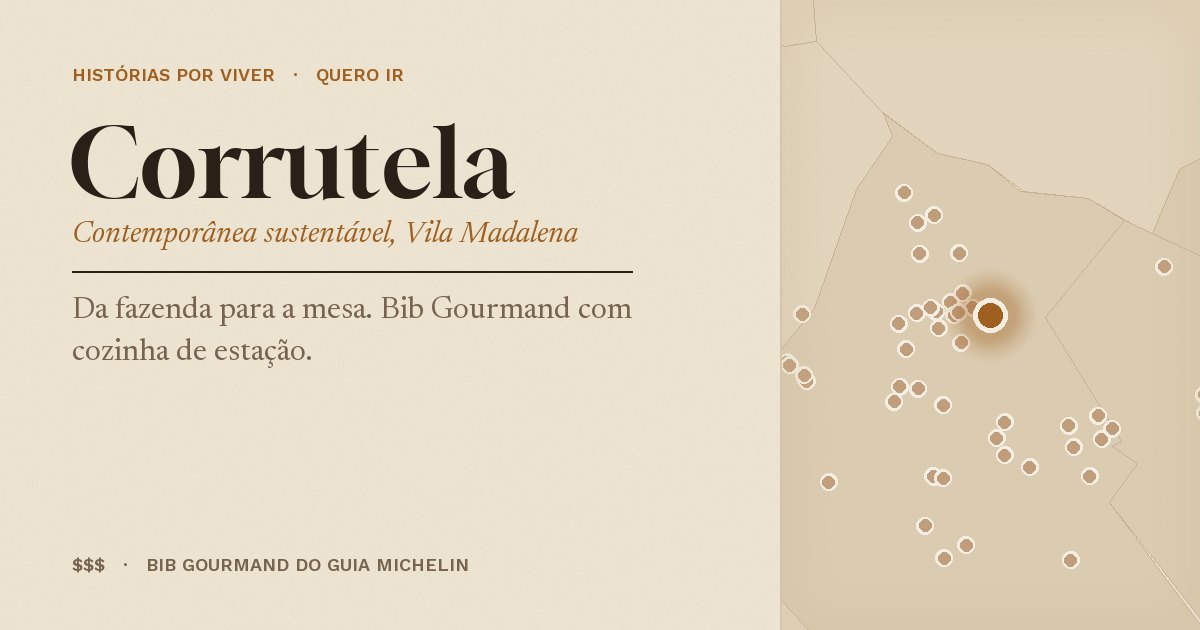 HISTÓRIAS POR VIVER · QUERO IR
Corrutela
Contemporânea sustentável, Vila Madalena
Da fazenda para a mesa. Bib Gourmand com
cozinha de estação.
$$$ · BIB GOURMAND DO GUIA MICHELIN